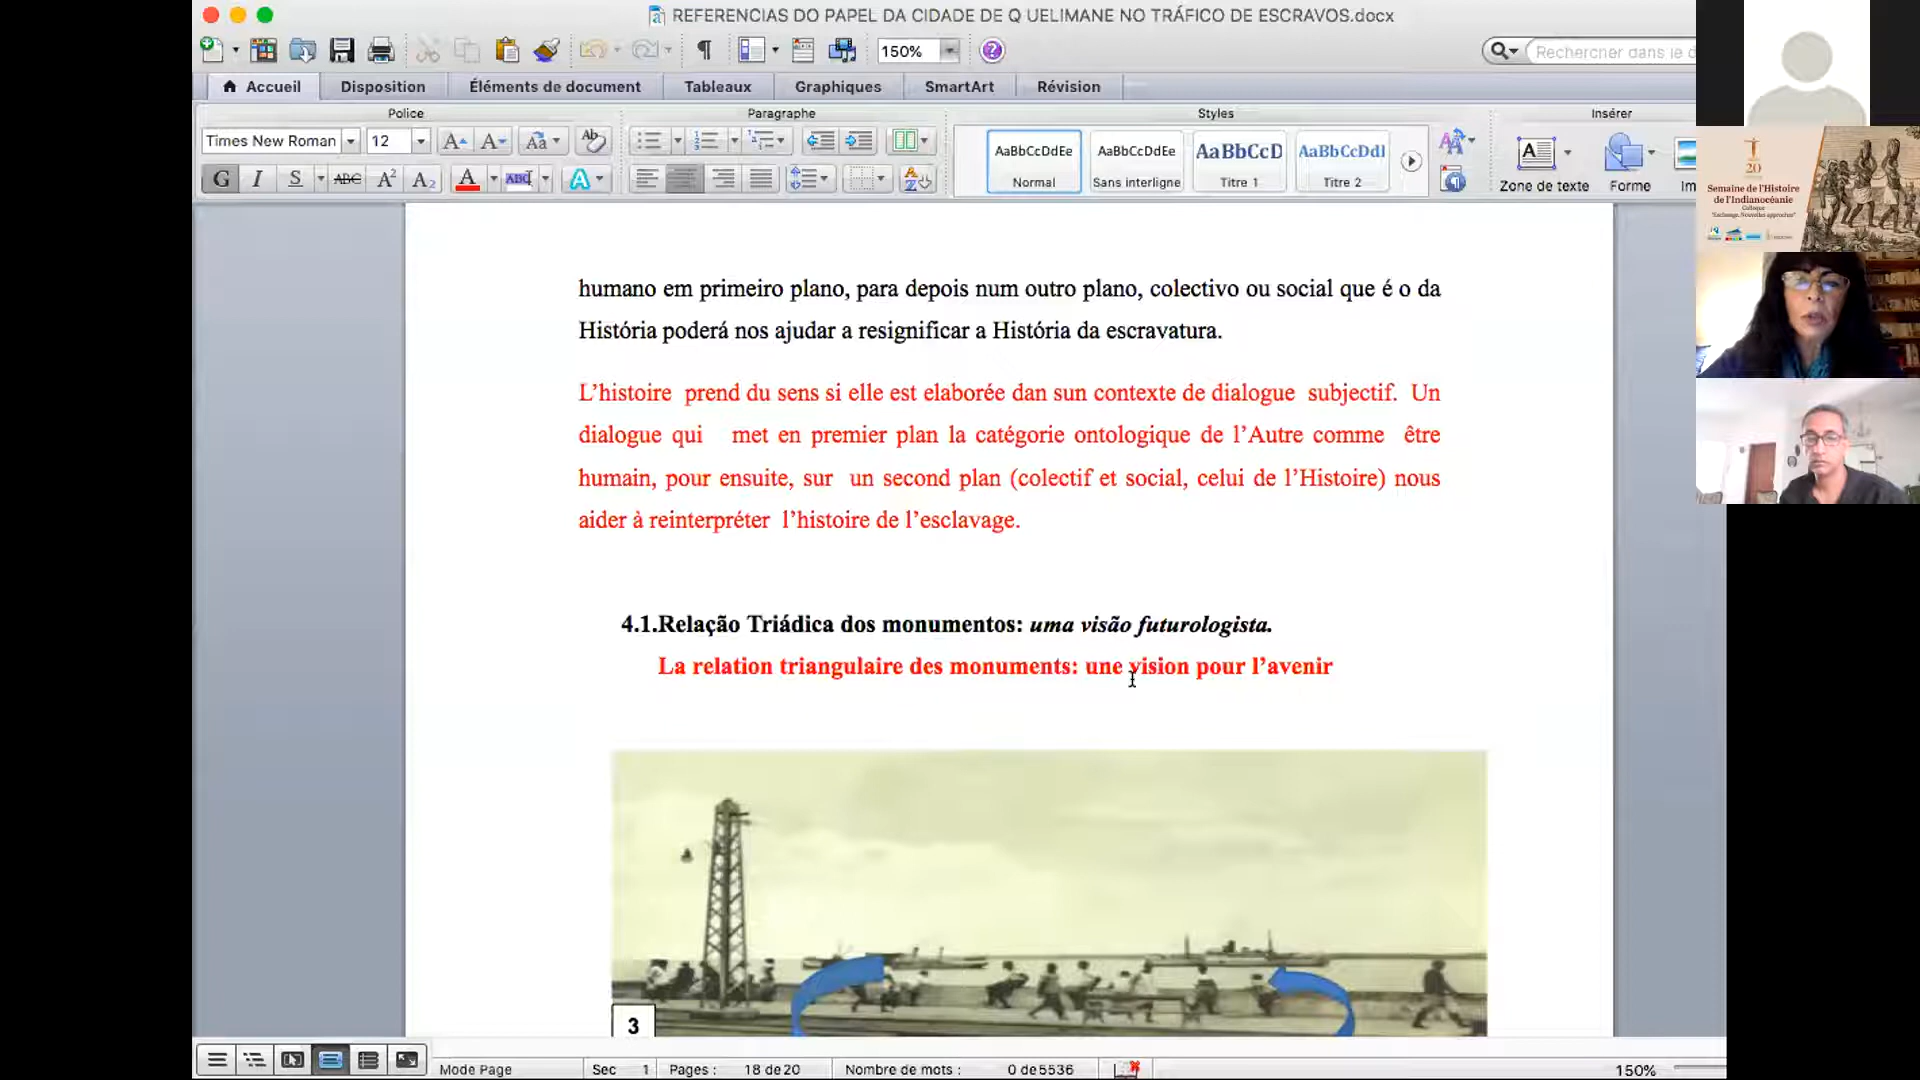 REFERENCIAS DO PAPEL DA CIDADE DE Q UELIMANE NO TRÁFICO DE ESCRAVOS.docx
150%
Rechercher dans le d
Accueil Disposition Éléments de document Tableaux Graphiques SmartArt Révision
Police Paragraphe Styles Insérer
Times New Roman 12
AaBbCcDdEe AaBbCcDdEe AaBbCcD AaBbCcDdI
Normal Sans interligne Titre 1 Titre 2
Zone de texte Forme Im
G I S ABC A² A₂ A ABC A
20
Semaine de l'Histoire
de l'Indianocéanie
Colloque
humano em primeiro plano, para depois num outro plano, colectivo ou social que é o da
História poderá nos ajudar a resignificar a História da escravatura.
L’histoire prend du sens si elle est elaborée dan sun contexte de dialogue subjectif. Un
dialogue qui met en premier plan la catégorie ontologique de l’Autre comme être
humain, pour ensuite, sur un second plan (colectif et social, celui de l’Histoire) nous
aider à reinterpréter l’histoire de l’esclavage.
4.1.Relação Triádica dos monumentos: uma visão futurologista.
La relation triangulaire des monuments: une vision pour l’avenir
3
Mode Page Sec 1 Pages : 18 de 20 Nombre de mots : 0 de 5536 150%